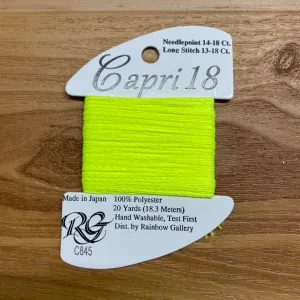 Needlepoint 14-18 Ct.
Long Stitch 13-18 Ct.
Capri 18
Made in Japan
100% Polyester
20 Yards (18.3 Meters)
Hand Washable, Test First
Dist. by Rainbow Gallery
RG
C845